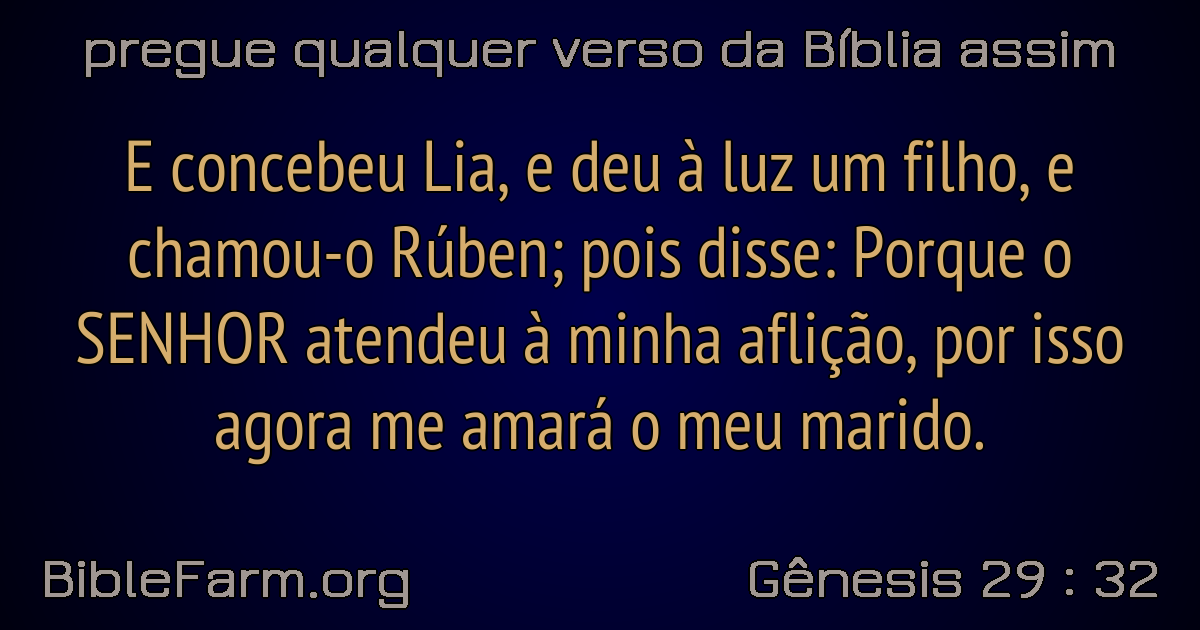 pregue qualquer verso da Bíblia assim
E concebeu Lia, e deu à luz um filho, e
chamou-o Rúben; pois disse: Porque o
SENHOR atendeu à minha aflição, por isso
agora me amará o meu marido.
BibleFarm.org
Gênesis 29 : 32